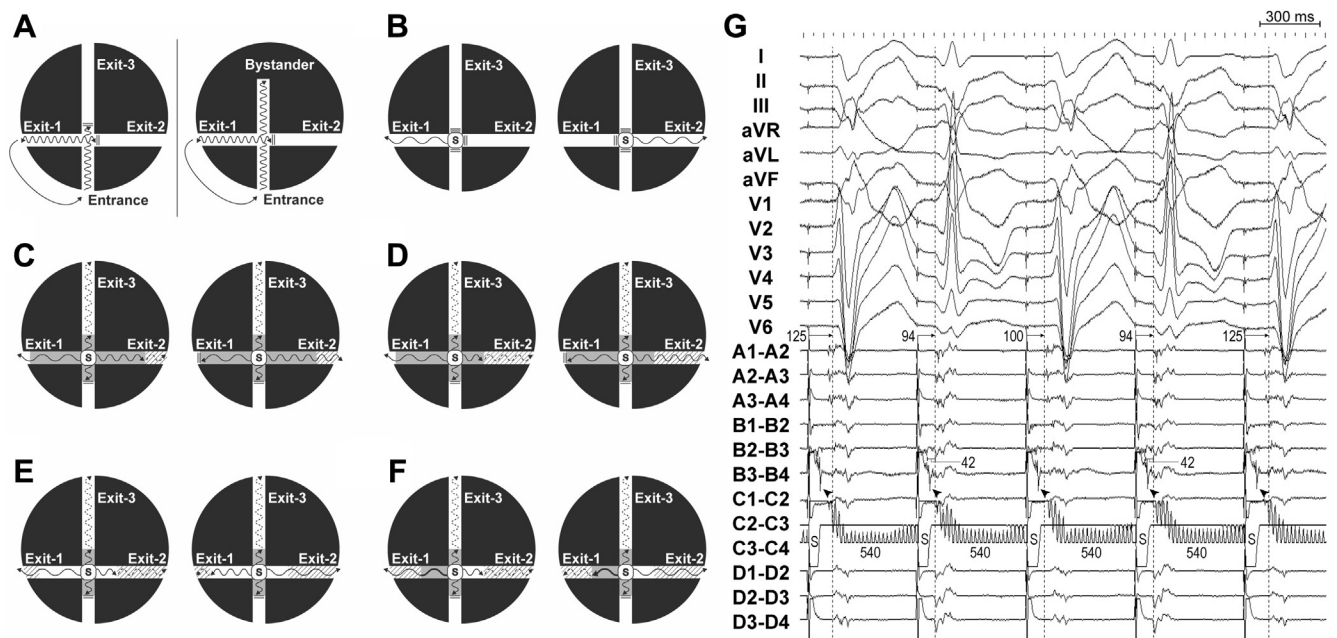 A
Exit-3
Exit-1
Exit-2
Entrance
Bystander
Exit-1
Exit-2
Entrance
B
Exit-3
Exit-1
Exit-2
S
Exit-3
Exit-1
Exit-2
S
C
Exit-3
Exit-1
Exit-2
S
Exit-3
Exit-1
Exit-2
S
D
Exit-3
Exit-1
Exit-2
S
Exit-3
Exit-1
Exit-2
S
E
Exit-3
Exit-1
Exit-2
S
Exit-3
Exit-1
Exit-2
S
F
Exit-3
Exit-1
Exit-2
S
Exit-3
Exit-1
Exit-2
S
G
300 ms
I
II
III
aVR
aVL
aVF
V1
V2
V3
V4
V5
V6
125 94 100 94 125
A1-A2
A2-A3
A3-A4
B1-B2
B2-B3
42 42
B3-B4
C1-C2
C2-C3
C3-C4
S S S S S
540 540 540 540
D1-D2
D2-D3
D3-D4